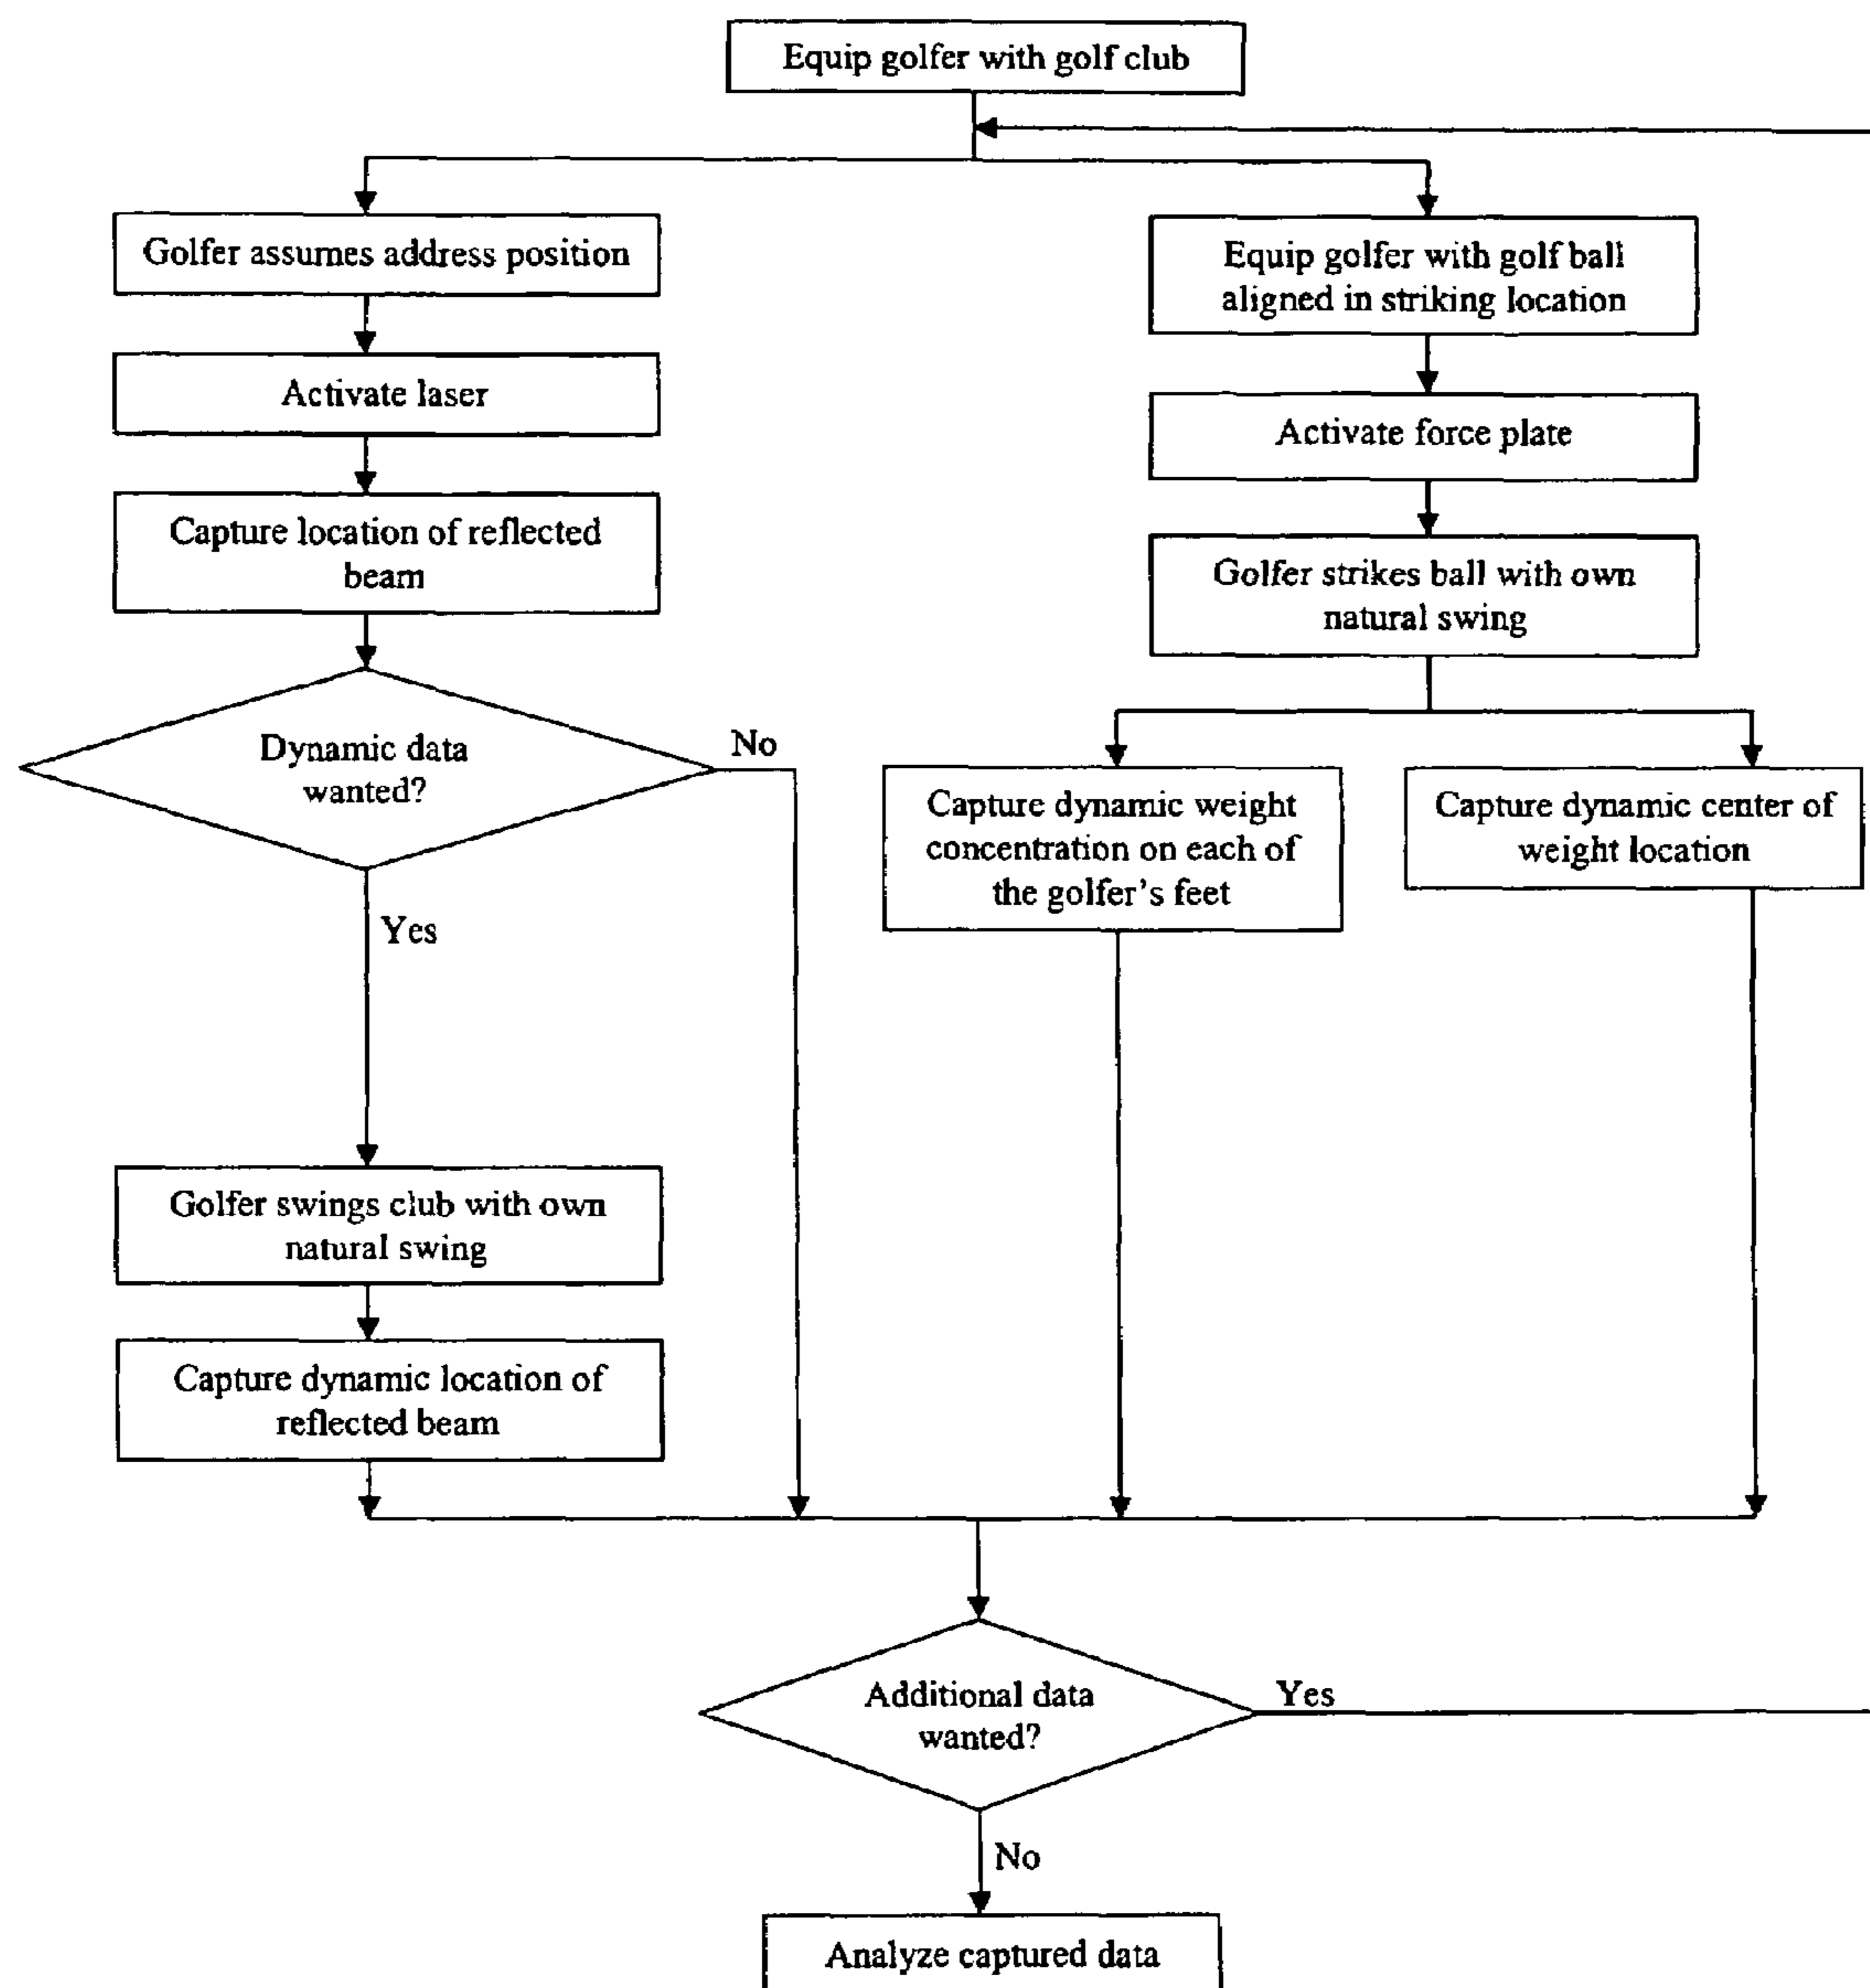 Equip golfer with golf club
Golfer assumes address position
Activate laser
Capture location of reflected
beam
Dynamic data
wanted?
No
Yes
Golfer swings club with own
natural swing
Capture dynamic location of
reflected beam
Equip golfer with golf ball
aligned in striking location
Activate force plate
Golfer strikes ball with own
natural swing
Capture dynamic weight
concentration on each of
the golfer's feet
Capture dynamic center of
weight location
Additional data
wanted?
Yes
No
Analyze captured data